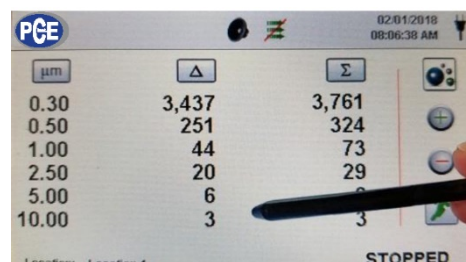 PCE
02/01/2018
08:06:38 AM
µm Δ Σ
0.30 3,437 3,761
0.50 251 324
1.00 44 73
2.50 20 29
5.00 6
10.00 3 3
STOPPED